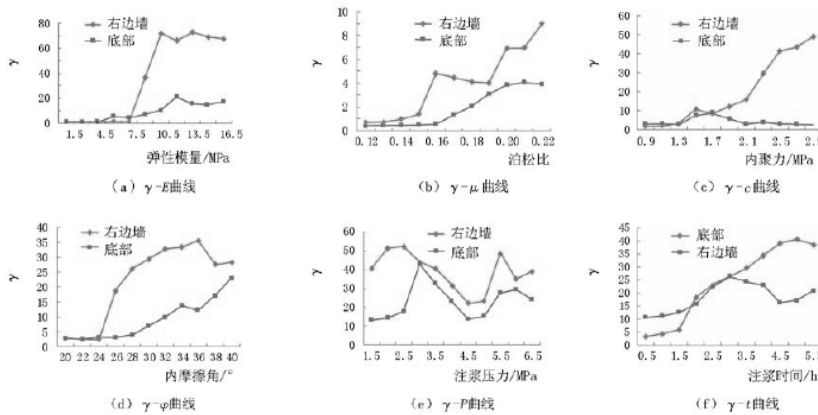 80
60
40
20
0
γ
右边墙
底部
1.5 4.5 7.5 10.5 13.5 16.5
弹性模量/MPa
(a) γ-E曲线
10
8
6
4
2
0
γ
右边墙
底部
0.12 0.14 0.16 0.18 0.20 0.22
泊松比
(b) γ-μ曲线
60
50
40
30
20
10
0
γ
右边墙
底部
0.9 1.3 1.7 2.1 2.5 2.
内聚力/MPa
(c) γ-c曲线
40
35
30
25
20
15
10
5
0
γ
右边墙
底部
20 22 24 26 28 30 32 34 36 38 40
内摩擦角/°
(d) γ-φ曲线
60
50
40
30
20
10
0
γ
右边墙
底部
1.5 2.5 3.5 4.5 5.5 6.5
注浆压力/MPa
(e) γ-P曲线
45
40
35
30
25
20
15
10
5
0
γ
底部
右边墙
0.5 1.5 2.5 3.5 4.5 5.
注浆时间/h
(f) γ-t曲线